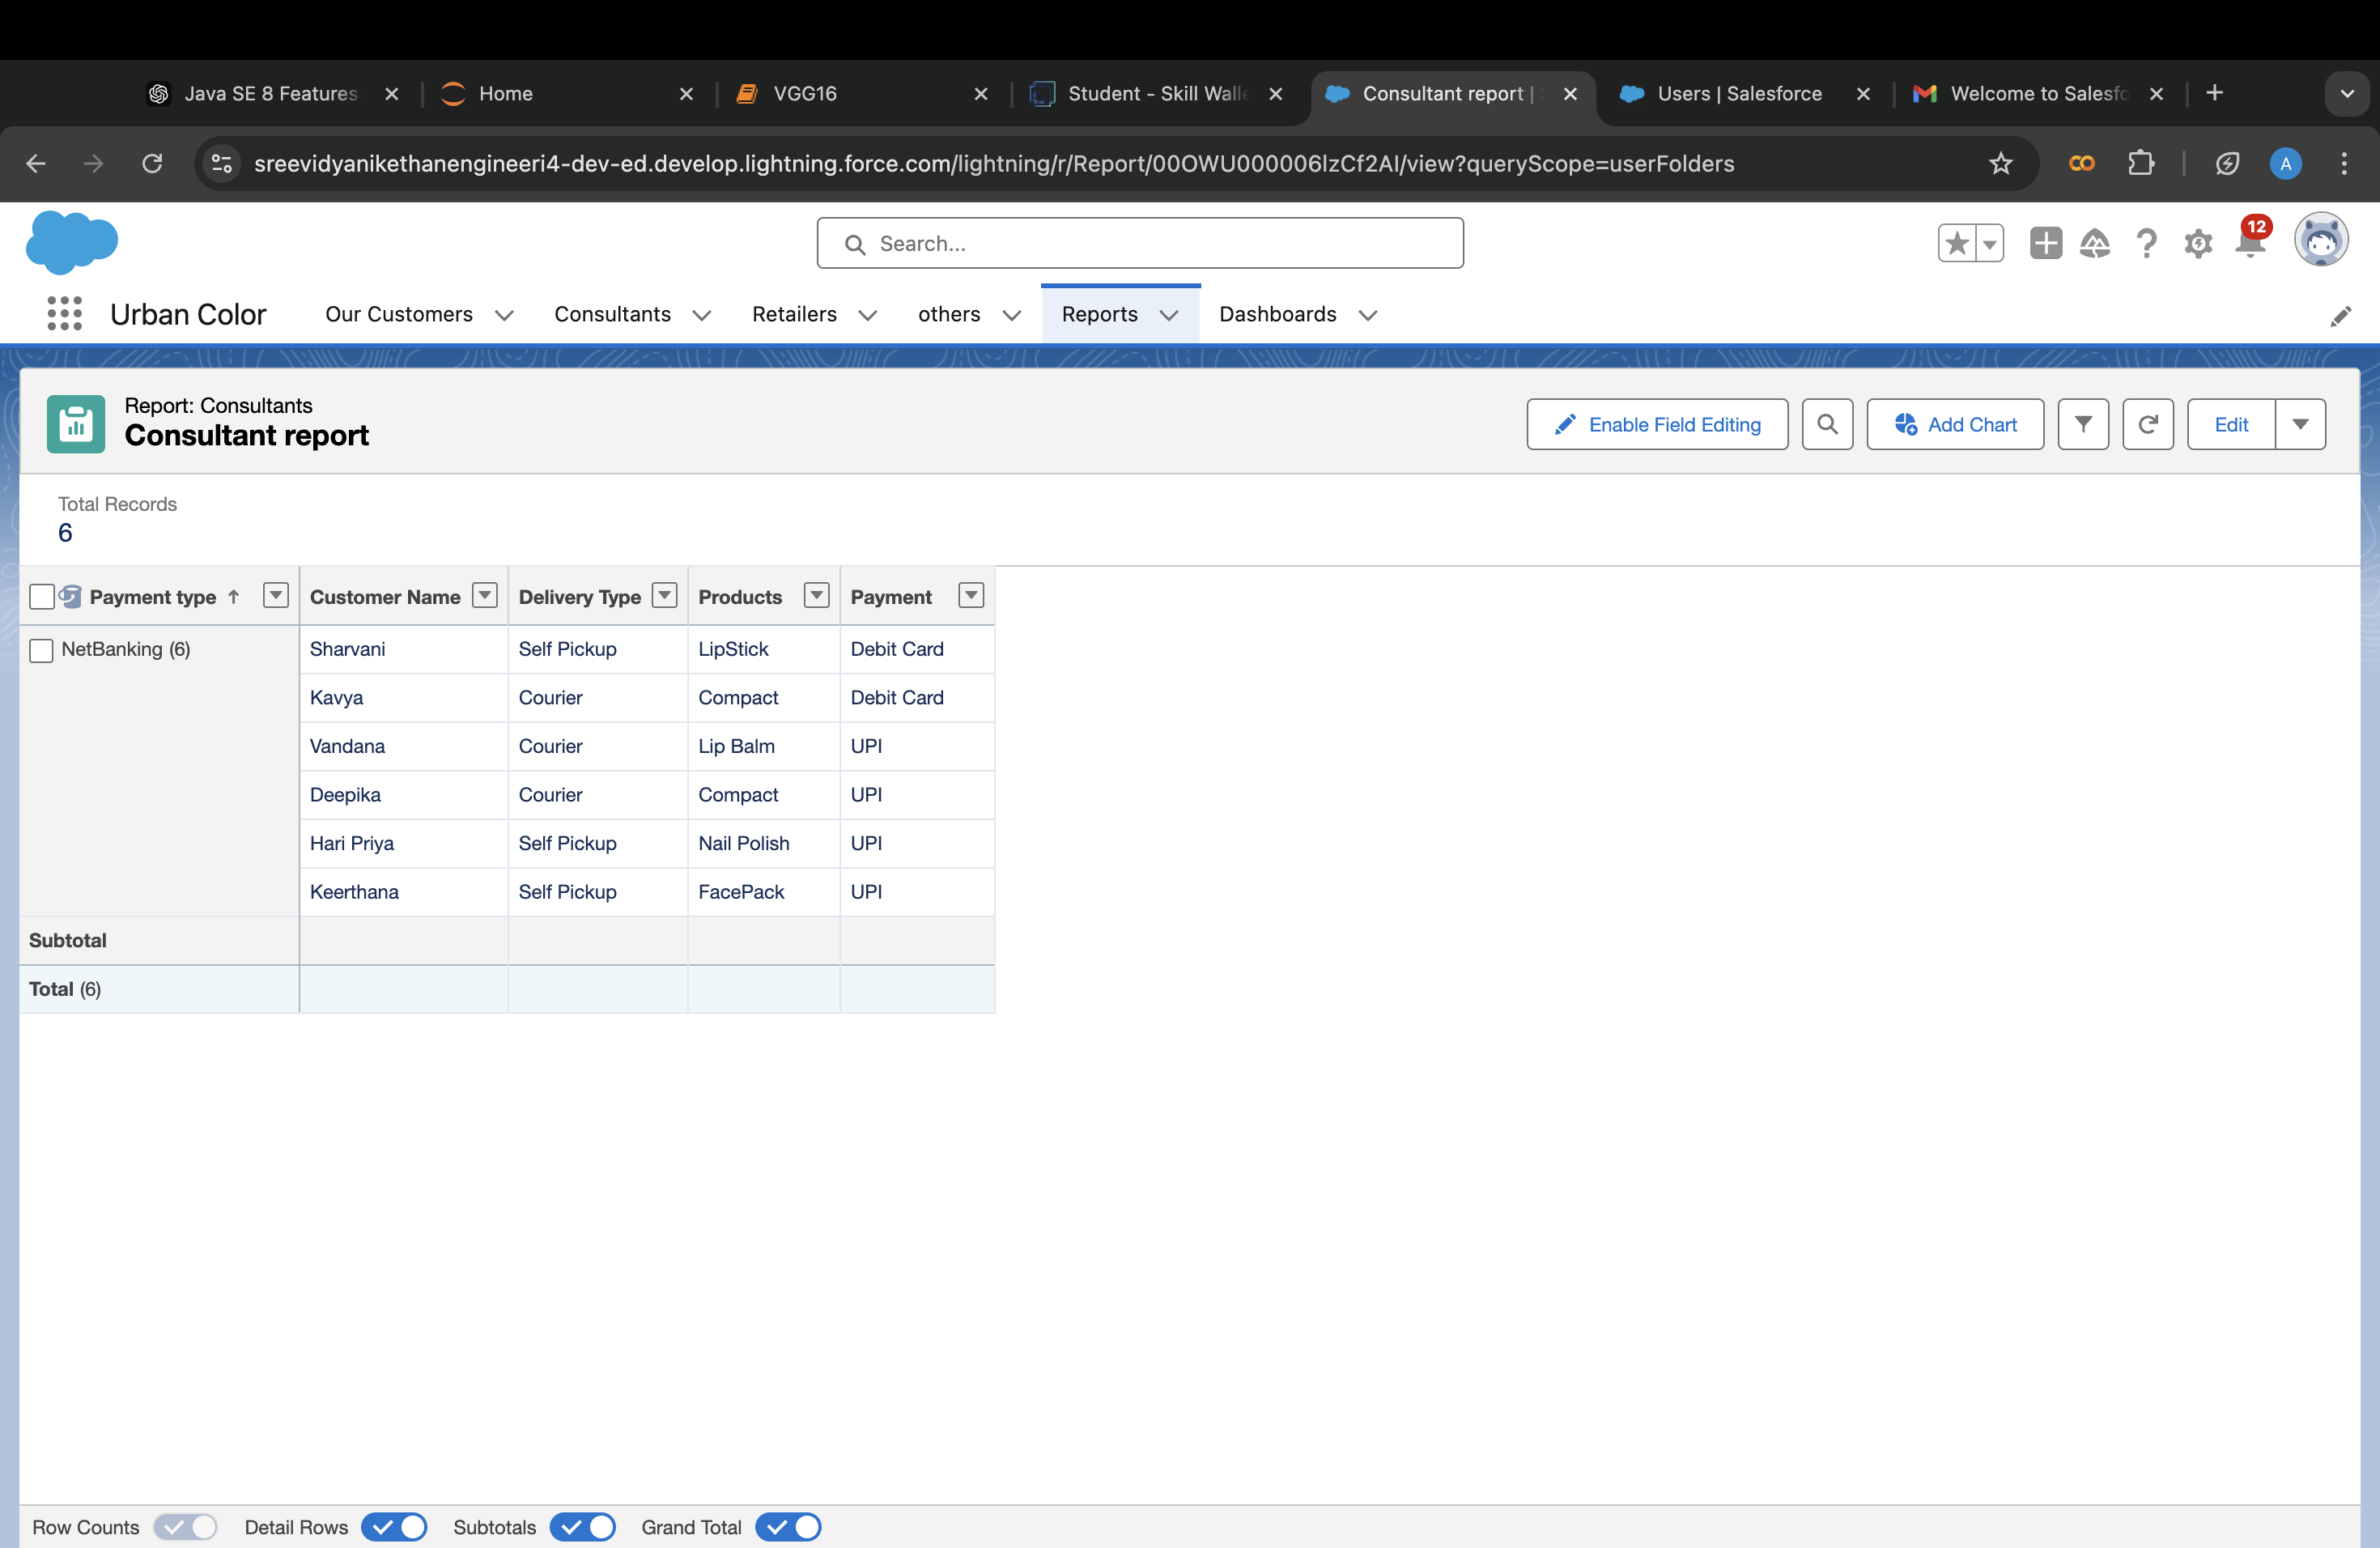 Java SE 8 Features
Home
VGG16
Student - Skill Walle
Consultant report |
Users | Salesforce
Welcome to Salesfo
sreevidyanikethanengineeri4-dev-ed.develop.lightning.force.com/lightning/r/Report/00OWU000006lzCf2AI/view?queryScope=userFolders
A
Search...
12
Urban Color
Our Customers
Consultants
Retailers
others
Reports
Dashboards
Report: Consultants
Consultant report
Enable Field Editing
Add Chart
Edit
Total Records
6
Payment type ↑ Customer Name Delivery Type Products Payment
NetBanking (6) Sharvani Self Pickup LipStick Debit Card
Kavya Courier Compact Debit Card
Vandana Courier Lip Balm UPI
Deepika Courier Compact UPI
Hari Priya Self Pickup Nail Polish UPI
Keerthana Self Pickup FacePack UPI
Subtotal
Total (6)
Row Counts Detail Rows Subtotals Grand Total